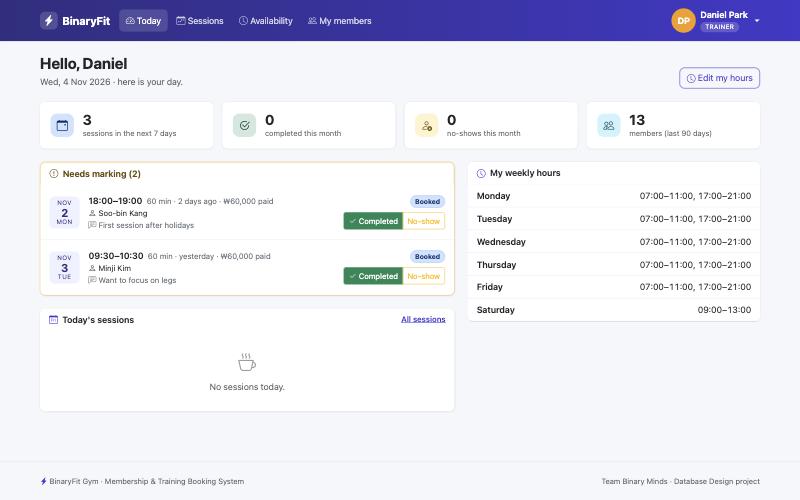 BinaryFit
Today
Sessions
Availability
My members
DP
Daniel Park
TRAINER
Hello, Daniel
Wed, 4 Nov 2026 · here is your day.
Edit my hours
3
sessions in the next 7 days
0
completed this month
0
no-shows this month
13
members (last 90 days)
Needs marking (2)
NOV
2
MON
18:00–19:00 60 min · 2 days ago · ₩60,000 paid
Soo-bin Kang
First session after holidays
Booked
Completed
No-show
NOV
3
TUE
09:30–10:30 60 min · yesterday · ₩60,000 paid
Minji Kim
Want to focus on legs
Booked
Completed
No-show
Today's sessions
All sessions
No sessions today.
My weekly hours
Monday 07:00–11:00, 17:00–21:00
Tuesday 07:00–11:00, 17:00–21:00
Wednesday 07:00–11:00, 17:00–21:00
Thursday 07:00–11:00, 17:00–21:00
Friday 07:00–11:00, 17:00–21:00
Saturday 09:00–13:00
BinaryFit Gym · Membership & Training Booking System
Team Binary Minds · Database Design project